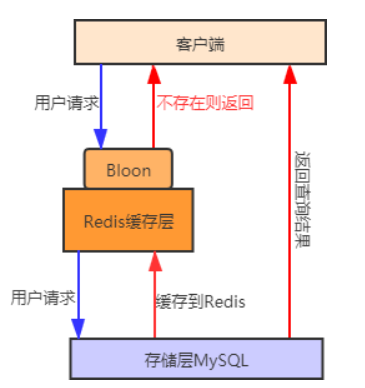 客户端
用户请求
不存在则返回
Bloon
返回查询结果
Redis缓存层
用户请求
缓存到Redis
存储层MySQL